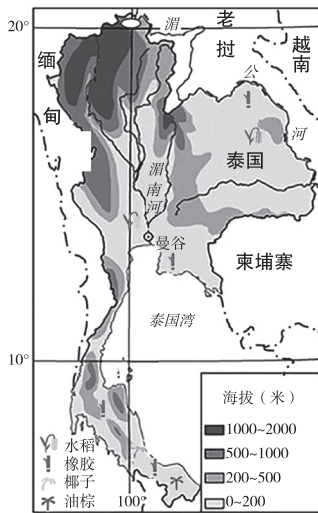 20°
湄
老挝
越南
缅甸
公
河
泰国
湄南河
曼谷
柬埔寨
泰国湾
10°
海拔（米）
1000~2000
500~1000
200~500
0~200
水稻
橡胶
椰子
油棕
100°